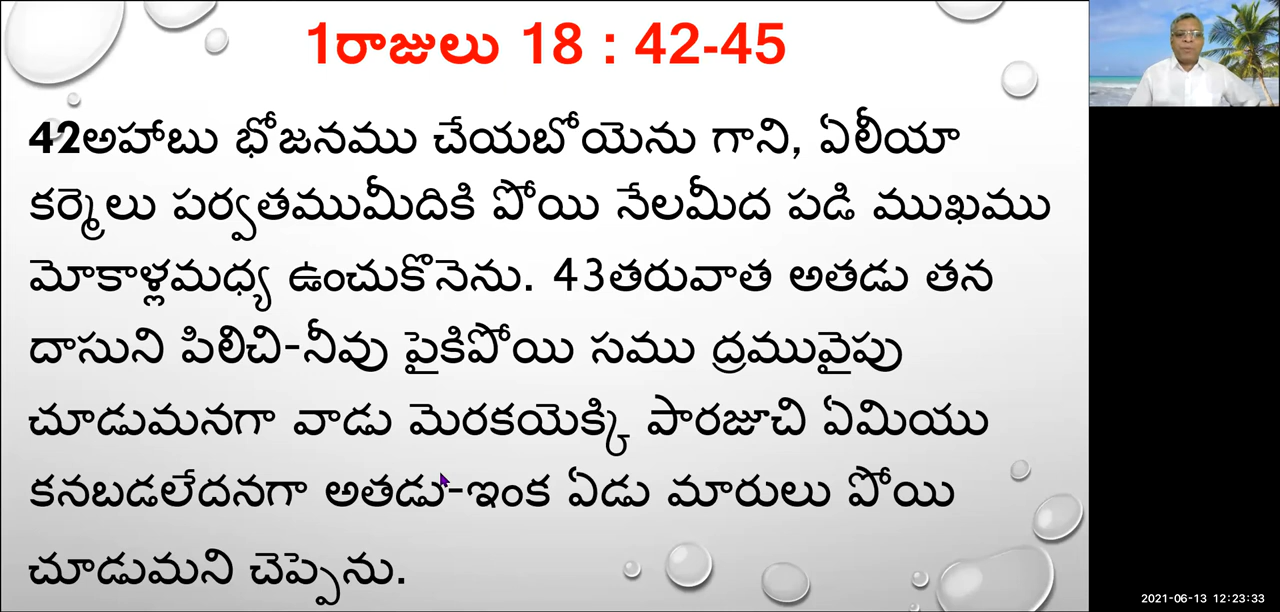 1రాజులు 18 : 42-45
42అహాబు భోజనము చేయబోయెను గాని, ఏలీయా
కర్మెలు పర్వతముమీదికి పోయి నేలమీద పడి ముఖము
మోకాళ్లమధ్య ఉంచుకొనెను. 43తరువాత అతడు తన
దాసుని పిలిచి-నీవు పైకిపోయి సము ద్రమువైపు
చూడుమనగా వాడు మెరకయెక్కి పారజూచి ఏమియు
కనబడలేదనగా అతడు-ఇంక ఏడు మారులు పోయి
చూడుమని చెప్పెను.
2021-06-13 12:23:33